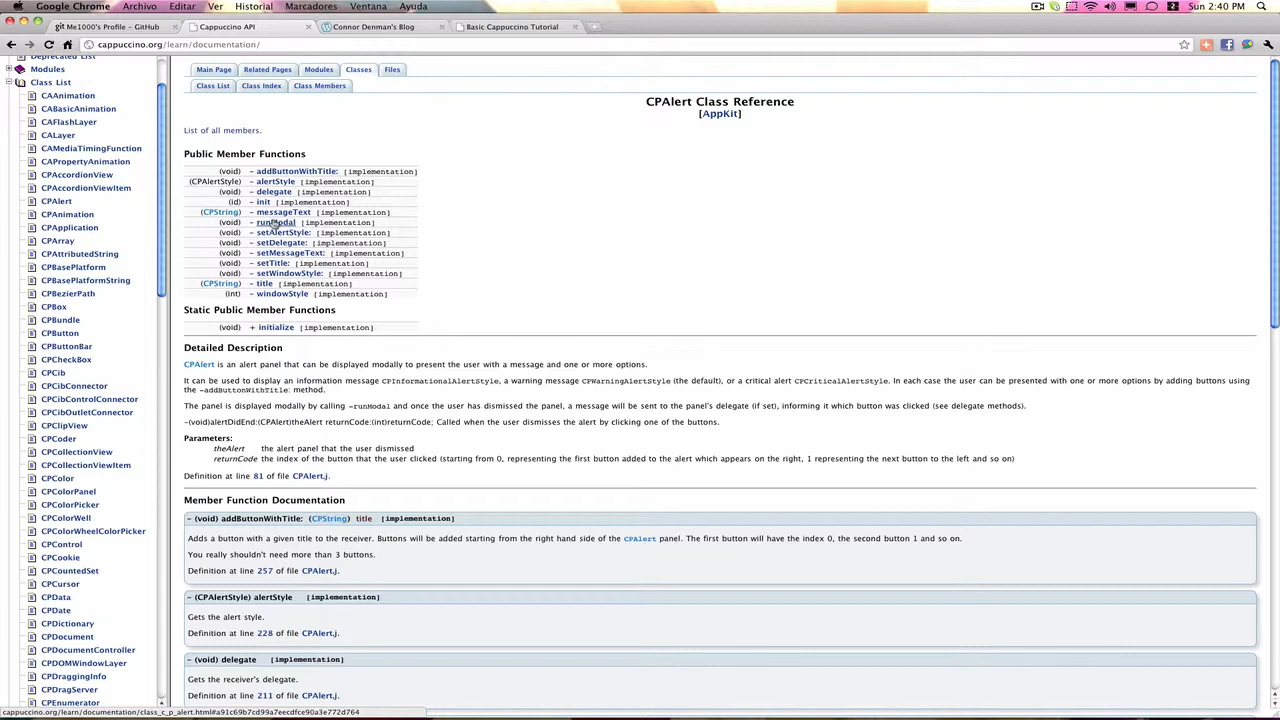 Google Chrome Archivo Editar Ver Historial Marcadores Ventana Ayuda Sun 2:40 PM
git Me1000's Profile – GitHub Cappuccino API Connor Denman's Blog Basic Cappuccino Tutorial
cappuccino.org/learn/documentation/
Deprecated List
Modules
Class List
CAAnimation
CABasicAnimation
CAFlashLayer
CALayer
CAMediaTimingFunction
CAPropertyAnimation
CPAccordionView
CPAccordionViewItem
CPAlert
CPAnimation
CPApplication
CPArray
CPAttributedString
CPBasePlatform
CPBasePlatformString
CPBezierPath
CPBox
CPBundle
CPButton
CPButtonBar
CPCheckBox
CPCib
CPCibConnector
CPCibControlConnector
CPCibOutletConnector
CPClipView
CPCoder
CPCollectionView
CPCollectionViewItem
CPColor
CPColorPanel
CPColorPicker
CPColorWell
CPColorWheelColorPicker
CPControl
CPCookie
CPCountedSet
CPCursor
CPData
CPDate
CPDictionary
CPDocument
CPDocumentController
CPDOMWindowLayer
CPDraggingInfo
CPDragServer
CPEnumerator
Main Page Related Pages Modules Classes Files
Class List Class Index Class Members
CPAlert Class Reference
[AppKit]
List of all members.
Public Member Functions
(void) – addButtonWithTitle: [implementation]
(CPAlertStyle) – alertStyle [implementation]
(void) – delegate [implementation]
(id) – init [implementation]
(CPString) – messageText [implementation]
(void) – runModal [implementation]
(void) – setAlertStyle: [implementation]
(void) – setDelegate: [implementation]
(void) – setMessageText: [implementation]
(void) – setTitle: [implementation]
(void) – setWindowStyle: [implementation]
(CPString) – title [implementation]
(int) – windowStyle [implementation]
Static Public Member Functions
(void) + initialize [implementation]
Detailed Description
CPAlert is an alert panel that can be displayed modally to present the user with a message and one or more options.
It can be used to display an information message CPInformationalAlertStyle, a warning message CPWarningAlertStyle (the default), or a critical alert CPCriticalAlertStyle. In each case the user can be presented with one or more options by adding buttons using
the -addButtonWithTitle: method.
The panel is displayed modally by calling -runModal and once the user has dismissed the panel, a message will be sent to the panel's delegate (if set), informing it which button was clicked (see delegate methods).
-(void)alertDidEnd:(CPAlert)theAlert returnCode:(int)returnCode; Called when the user dismisses the alert by clicking one of the buttons.
Parameters:
theAlert the alert panel that the user dismissed
returnCode the index of the button that the user clicked (starting from 0, representing the first button added to the alert which appears on the right, 1 representing the next button to the left and so on)
Definition at line 81 of file CPAlert.j.
Member Function Documentation
– (void) addButtonWithTitle: (CPString) title [implementation]
Adds a button with a given title to the receiver. Buttons will be added starting from the right hand side of the CPAlert panel. The first button will have the index 0, the second button 1 and so on.
You really shouldn't need more than 3 buttons.
Definition at line 257 of file CPAlert.j.
– (CPAlertStyle) alertStyle [implementation]
Gets the alert style.
Definition at line 228 of file CPAlert.j.
– (void) delegate [implementation]
Gets the receiver's delegate.
Definition at line 211 of file CPAlert.j.
cappuccino.org/learn/documentation/class_c_p_alert.html#a91c69b7cd99a7eecdfce90a3e772d764